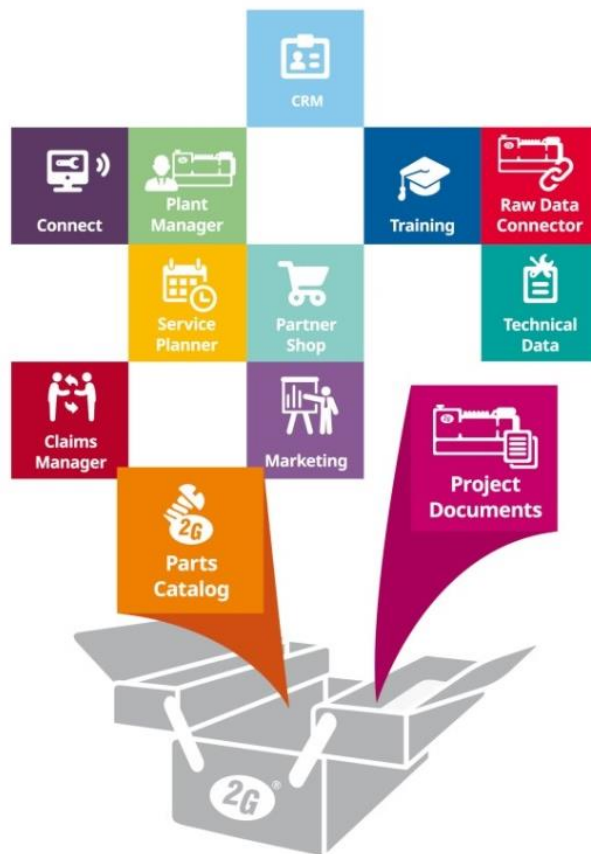 CRM
Connect
Plant
Manager
Training
Raw Data
Connector
Service
Planner
Partner
Shop
Technical
Data
Claims
Manager
Marketing
Project
Documents
2G
Parts
Catalog
2G®